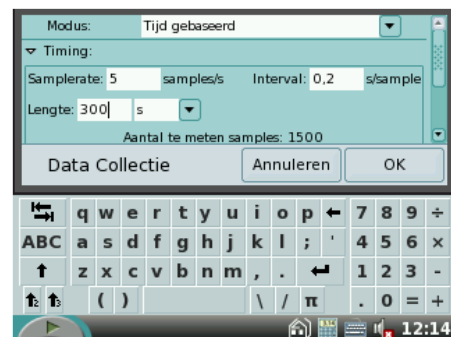 Modus: Tijd gebaseerd
Timing:
Samplerate: 5 samples/s Interval: 0,2 s/sample
Lengte: 300 s
Aantal te meten samples: 1500
Data Collectie Annuleren OK
q w e r t y u i o p 7 8 9 ÷
ABC a s d f g h j k l ; ' 4 5 6 ×
z x c v b n m , . 1 2 3 -
( ) \ / π . 0 = +
12:14